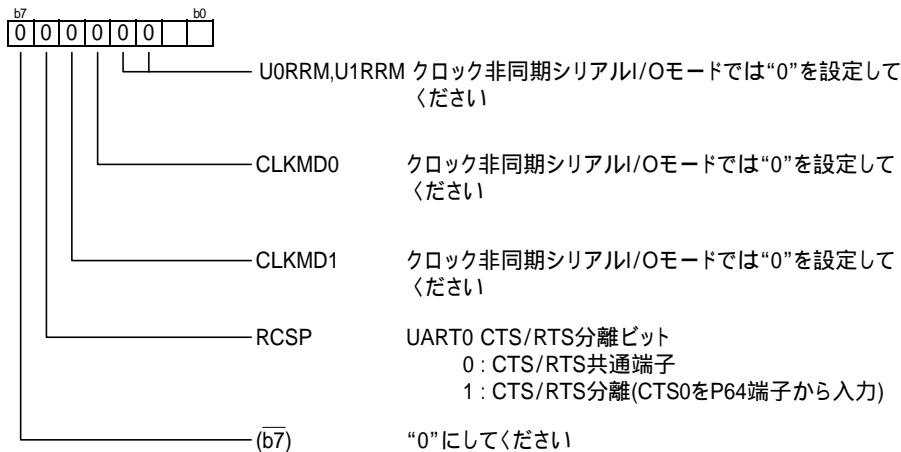 b7 b0
0 0 0 0 0 0
U0RRM,U1RRM クロック非同期シリアルI/Oモードでは“0”を設定して
ください
CLKMD0 クロック非同期シリアルI/Oモードでは“0”を設定して
ください
CLKMD1 クロック非同期シリアルI/Oモードでは“0”を設定して
ください
RCSP UART0 CTS/RTS分離ビット
0 : CTS/RTS共通端子
1 : CTS/RTS分離(CTS0をP64端子から入力)
(b7) “0”にしてください